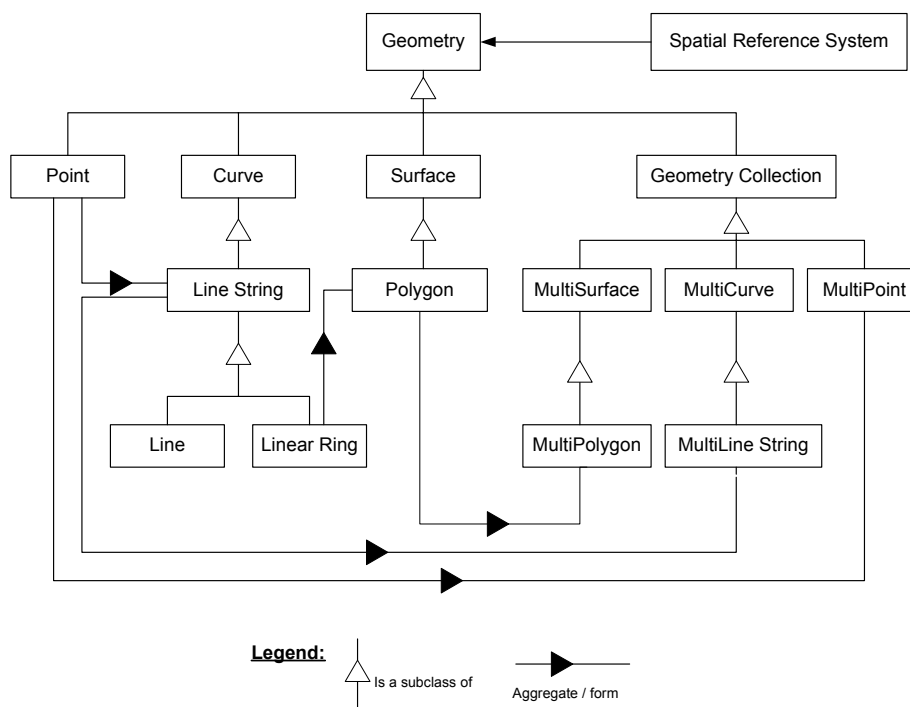 Geometry
Spatial Reference System
Point
Curve
Surface
Geometry Collection
Line String
Polygon
MultiSurface
MultiCurve
MultiPoint
Line
Linear Ring
MultiPolygon
MultiLine String
Legend:
Is a subclass of
Aggregate / form